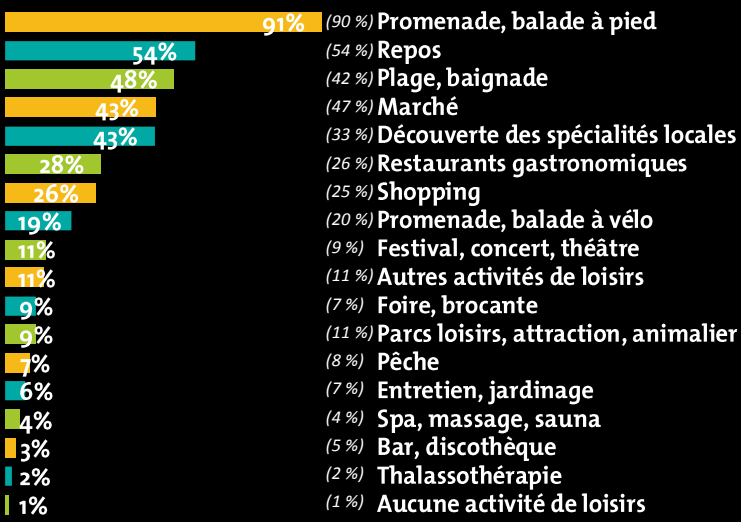 91% (90 %) Promenade, balade à pied
54% (54 %) Repos
48% (42 %) Plage, baignade
43% (47 %) Marché
43% (33 %) Découverte des spécialités locales
28% (26 %) Restaurants gastronomiques
26% (25 %) Shopping
19% (20 %) Promenade, balade à vélo
11% (9 %) Festival, concert, théâtre
11% (11 %) Autres activités de loisirs
9% (7 %) Foire, brocante
9% (11 %) Parcs loisirs, attraction, animalier
7% (8 %) Pêche
6% (7 %) Entretien, jardinage
4% (4 %) Spa, massage, sauna
3% (5 %) Bar, discothèque
2% (2 %) Thalassothérapie
1% (1 %) Aucune activité de loisirs